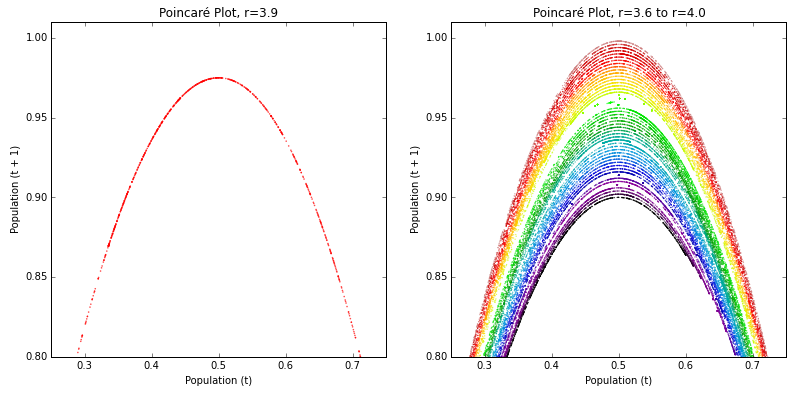 Poincaré Plot, r=3.9
Population (t + 1)
1.00
0.95
0.90
0.85
0.80
0.3 0.4 0.5 0.6 0.7
Population (t)
Poincaré Plot, r=3.6 to r=4.0
Population (t + 1)
1.00
0.95
0.90
0.85
0.80
0.3 0.4 0.5 0.6 0.7
Population (t)